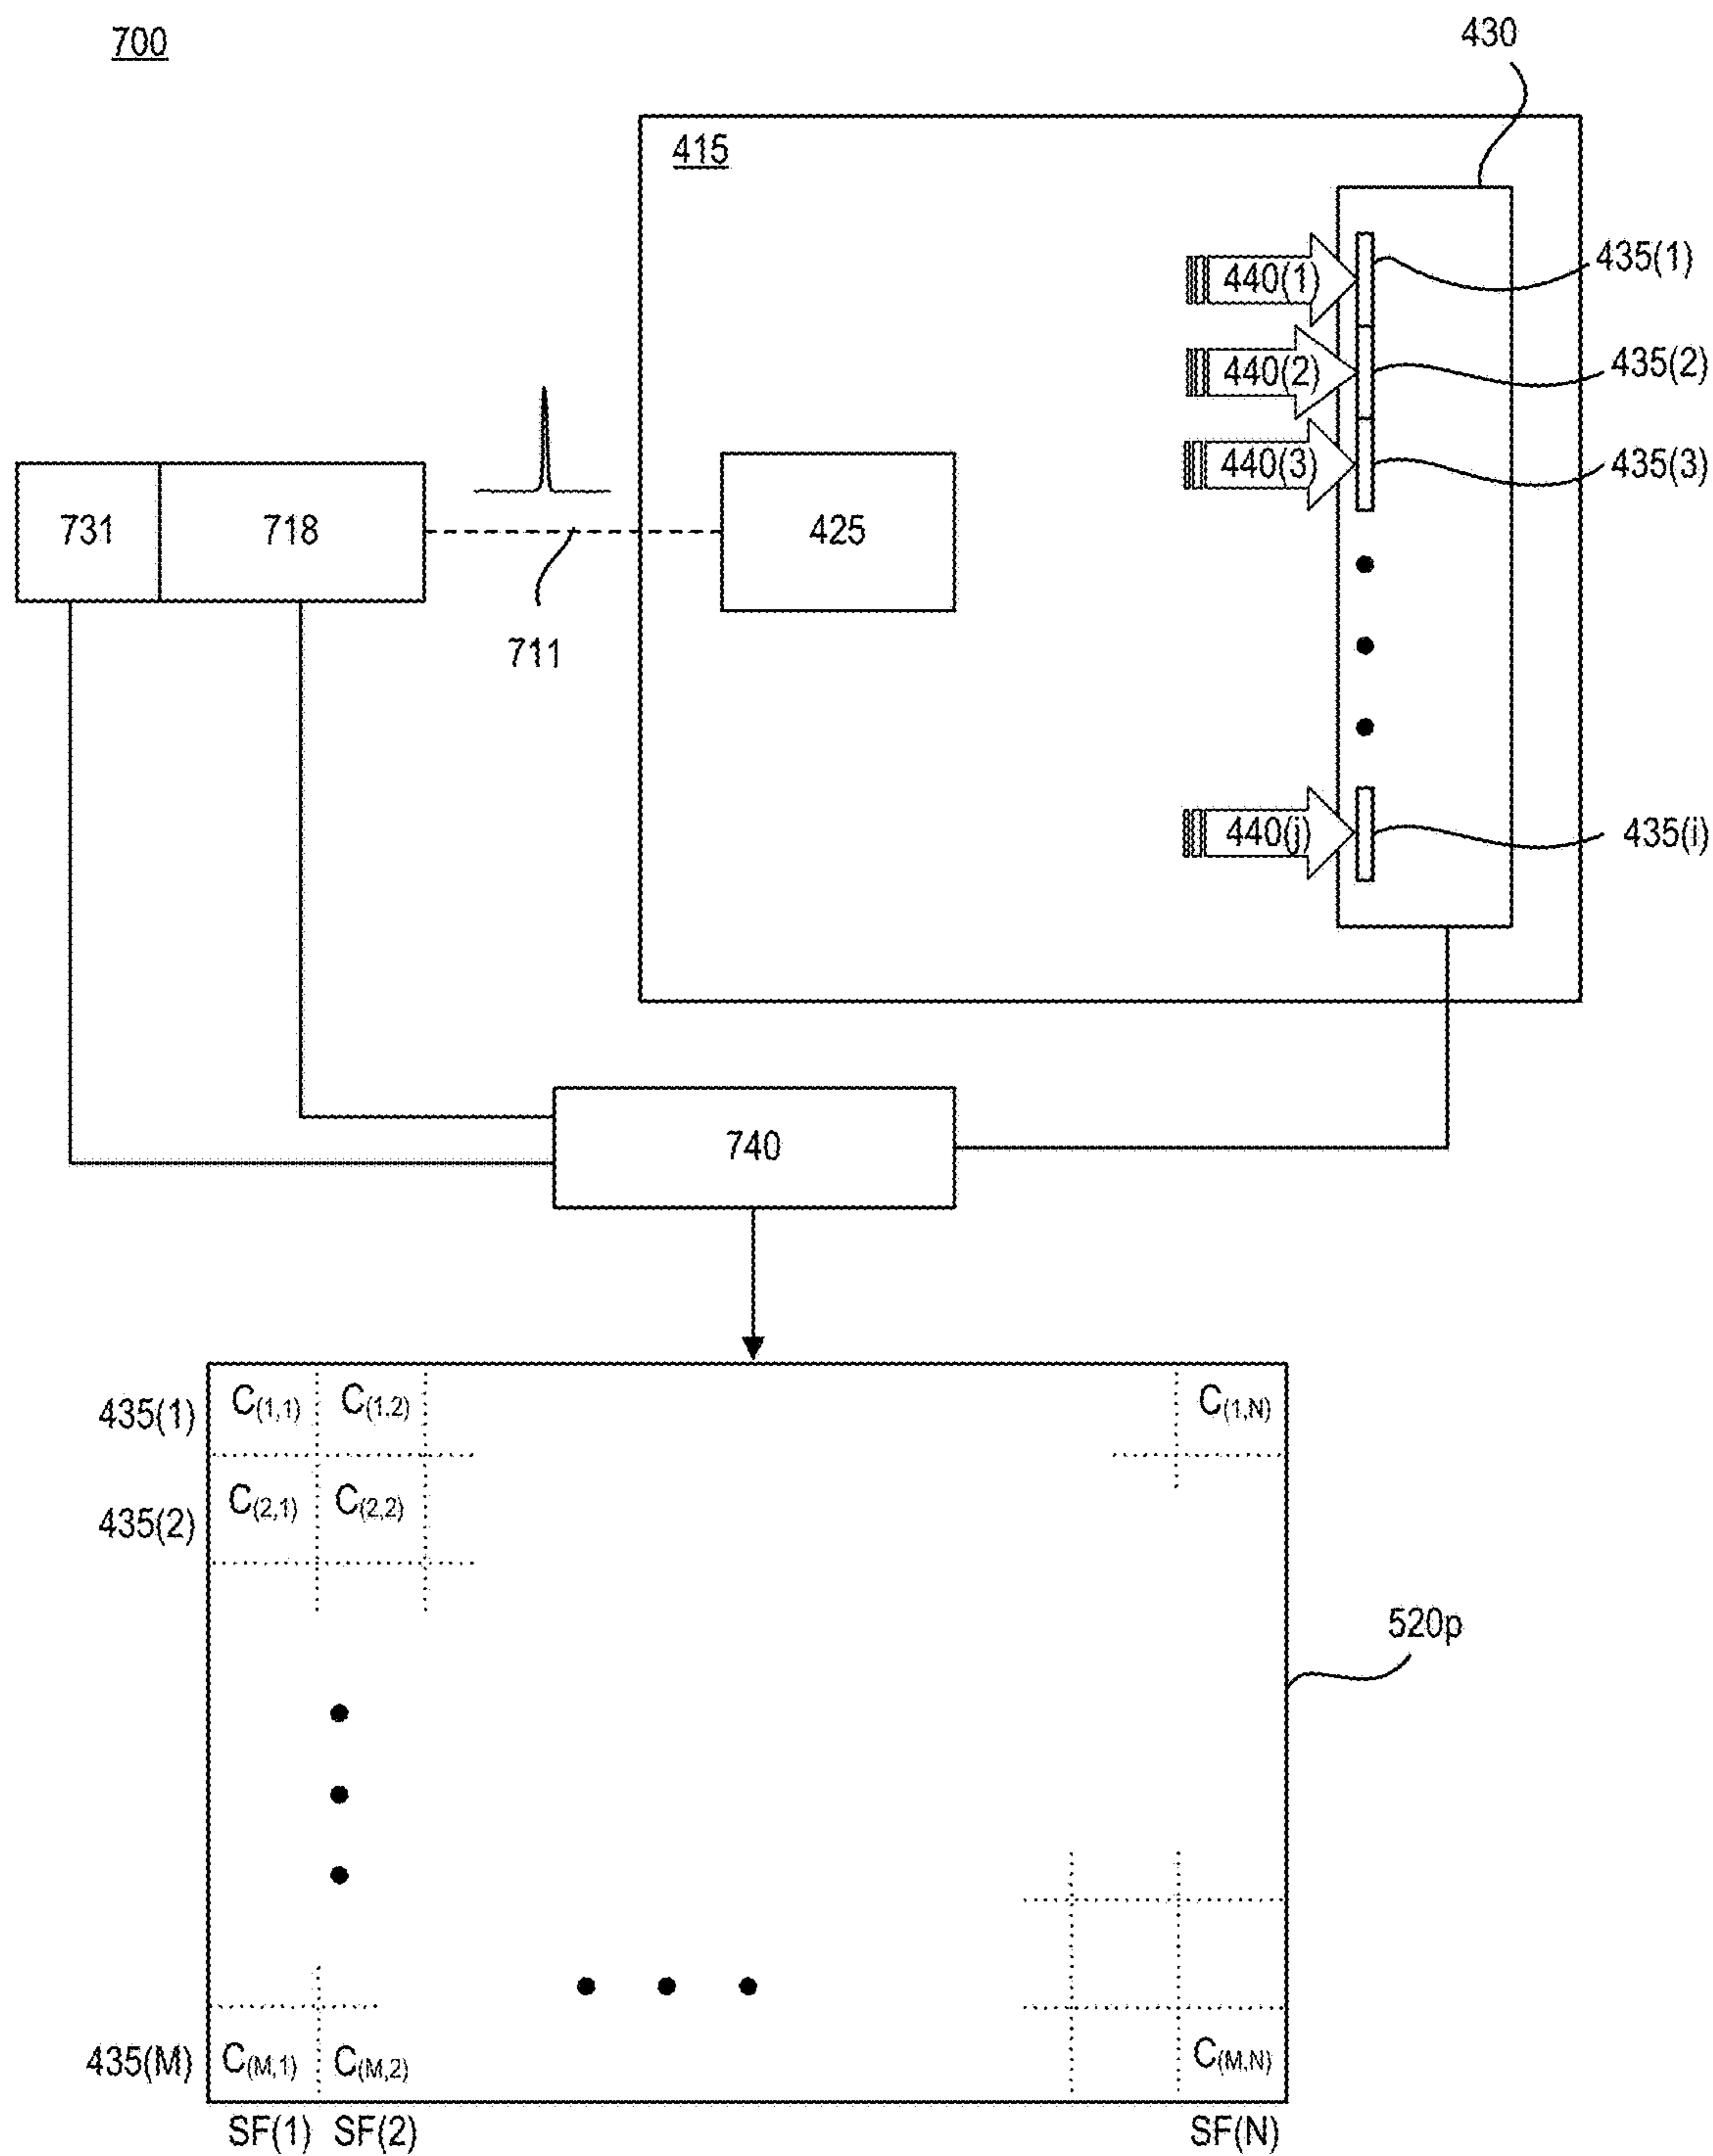 700
430
415
440(1)
435(1)
440(2)
435(2)
440(3)
435(3)
731
718
425
711
440(j)
435(i)
740
435(1)
C(1,1)
C(1,2)
C(1,N)
435(2)
C(2,1)
C(2,2)
520p
435(M)
C(M,1)
C(M,2)
C(M,N)
SF(1)
SF(2)
SF(N)